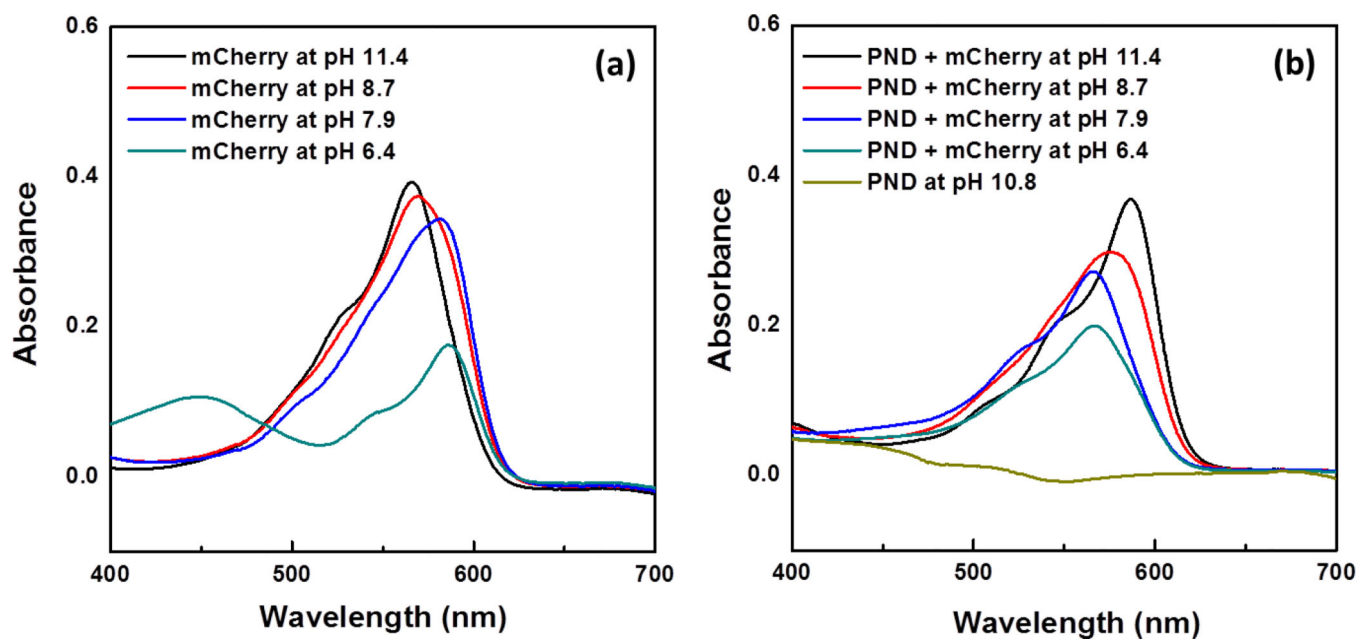 (a)
mCherry at pH 11.4
mCherry at pH 8.7
mCherry at pH 7.9
mCherry at pH 6.4
0.6
0.4
0.2
0.0
Absorbance
400
500
600
700
Wavelength (nm)
(b)
PND + mCherry at pH 11.4
PND + mCherry at pH 8.7
PND + mCherry at pH 7.9
PND + mCherry at pH 6.4
PND at pH 10.8
0.6
0.4
0.2
0.0
Absorbance
400
500
600
700
Wavelength (nm)